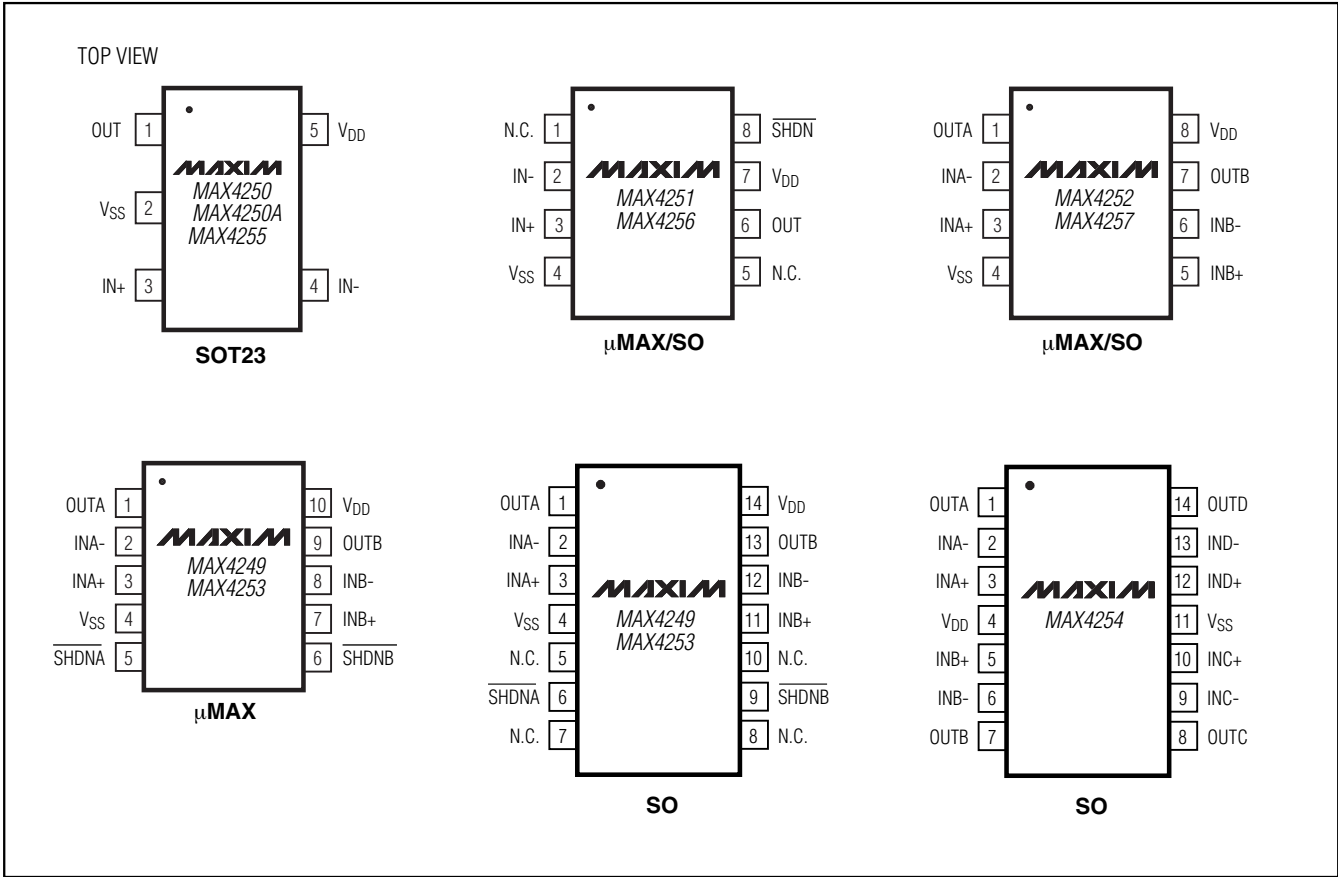 TOP VIEW
OUT 1 5 VDD
MAXIM
MAX4250
VSS 2 MAX4250A
MAX4255
IN+ 3 4 IN-
SOT23
N.C. 1 8 SHDN
IN- 2 MAXIM 7 VDD
MAX4251
IN+ 3 MAX4256 6 OUT
VSS 4 5 N.C.
µMAX/SO
OUTA 1 8 VDD
INA- 2 MAXIM 7 OUTB
MAX4252
INA+ 3 MAX4257 6 INB-
VSS 4 5 INB+
µMAX/SO
OUTA 1 10 VDD
INA- 2 MAXIM 9 OUTB
MAX4249
INA+ 3 MAX4253 8 INB-
VSS 4 7 INB+
SHDNA 5 6 SHDNB
µMAX
OUTA 1 14 VDD
INA- 2 13 OUTB
INA+ 3 MAXIM 12 INB-
VSS 4 MAX4249 11 INB+
MAX4253
N.C. 5 10 N.C.
SHDNA 6 9 SHDNB
N.C. 7 8 N.C.
SO
OUTA 1 14 OUTD
INA- 2 13 IND-
INA+ 3 MAXIM 12 IND+
VDD 4 MAX4254 11 VSS
INB+ 5 10 INC+
INB- 6 9 INC-
OUTB 7 8 OUTC
SO